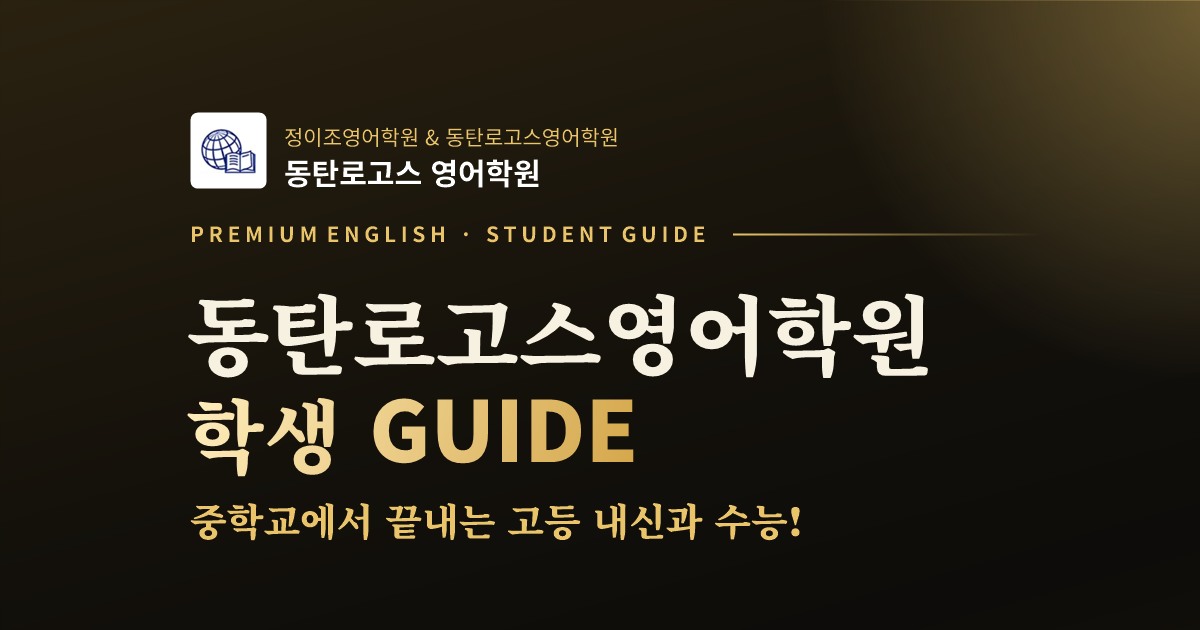 정이조영어학원 & 동탄로고스영어학원
동탄로고스 영어학원
PREMIUM ENGLISH · STUDENT GUIDE
동탄로고스영어학원
학생 GUIDE
중학교에서 끝내는 고등 내신과 수능!